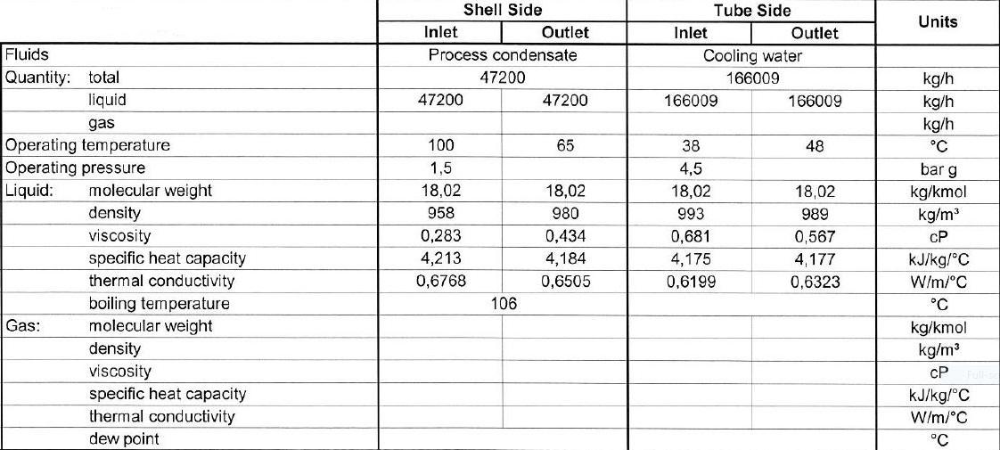 Shell Side Tube Side Units
Inlet Outlet Inlet Outlet
Fluids Process condensate Cooling water
Quantity: total 47200 166009 kg/h
liquid 47200 47200 166009 166009 kg/h
gas kg/h
Operating temperature 100 65 38 48 °C
Operating pressure 1,5 4,5 bar g
Liquid: molecular weight 18,02 18,02 18,02 18,02 kg/kmol
density 958 980 993 989 kg/m³
viscosity 0,283 0,434 0,681 0,567 cP
specific heat capacity 4,213 4,184 4,175 4,177 kJ/kg/°C
thermal conductivity 0,6768 0,6505 0,6199 0,6323 W/m/°C
boiling temperature 106 °C
Gas: molecular weight kg/kmol
density kg/m³
viscosity cP
specific heat capacity kJ/kg/°C
thermal conductivity W/m/°C
dew point °C